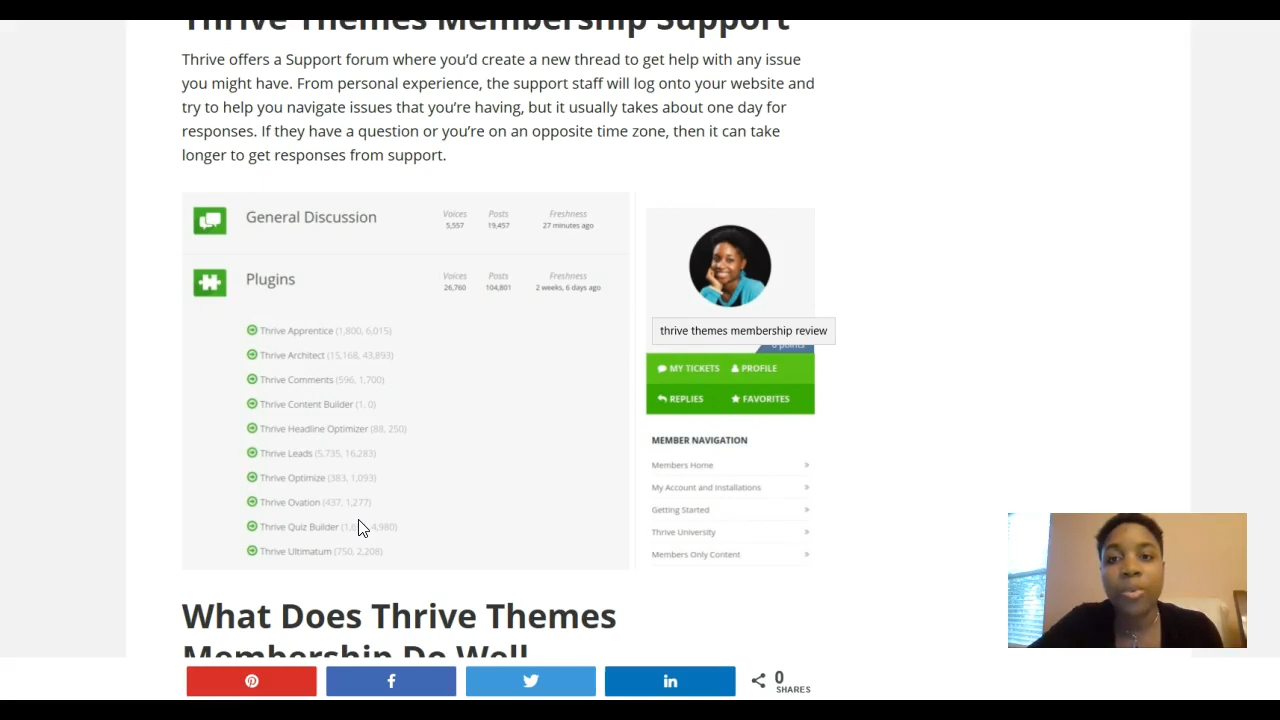 Thrive Themes Membership Support
Thrive offers a Support forum where you'd create a new thread to get help with any issue
you might have. From personal experience, the support staff will log onto your website and
try to help you navigate issues that you're having, but it usually takes about one day for
responses. If they have a question or you're on an opposite time zone, then it can take
longer to get responses from support.
General Discussion
Voices Posts Freshness
5,557 19,457 27 minutes ago
Plugins
Voices Posts Freshness
26,760 104,801 2 weeks, 6 days ago
Thrive Apprentice (1,800, 6,015)
Thrive Architect (15,168, 43,893)
Thrive Comments (596, 1,700)
Thrive Content Builder (1, 0)
Thrive Headline Optimizer (88, 250)
Thrive Leads (5,735, 16,283)
Thrive Optimize (383, 1,093)
Thrive Ovation (437, 1,277)
Thrive Quiz Builder 4,980)
Thrive Ultimatum (750, 2,208)
thrive themes membership review
0 points
MY TICKETS PROFILE
REPLIES FAVORITES
MEMBER NAVIGATION
Members Home »
My Account and Installations »
Getting Started »
Thrive University »
Members Only Content »
What Does Thrive Themes
Membership Do Well
0
SHARES